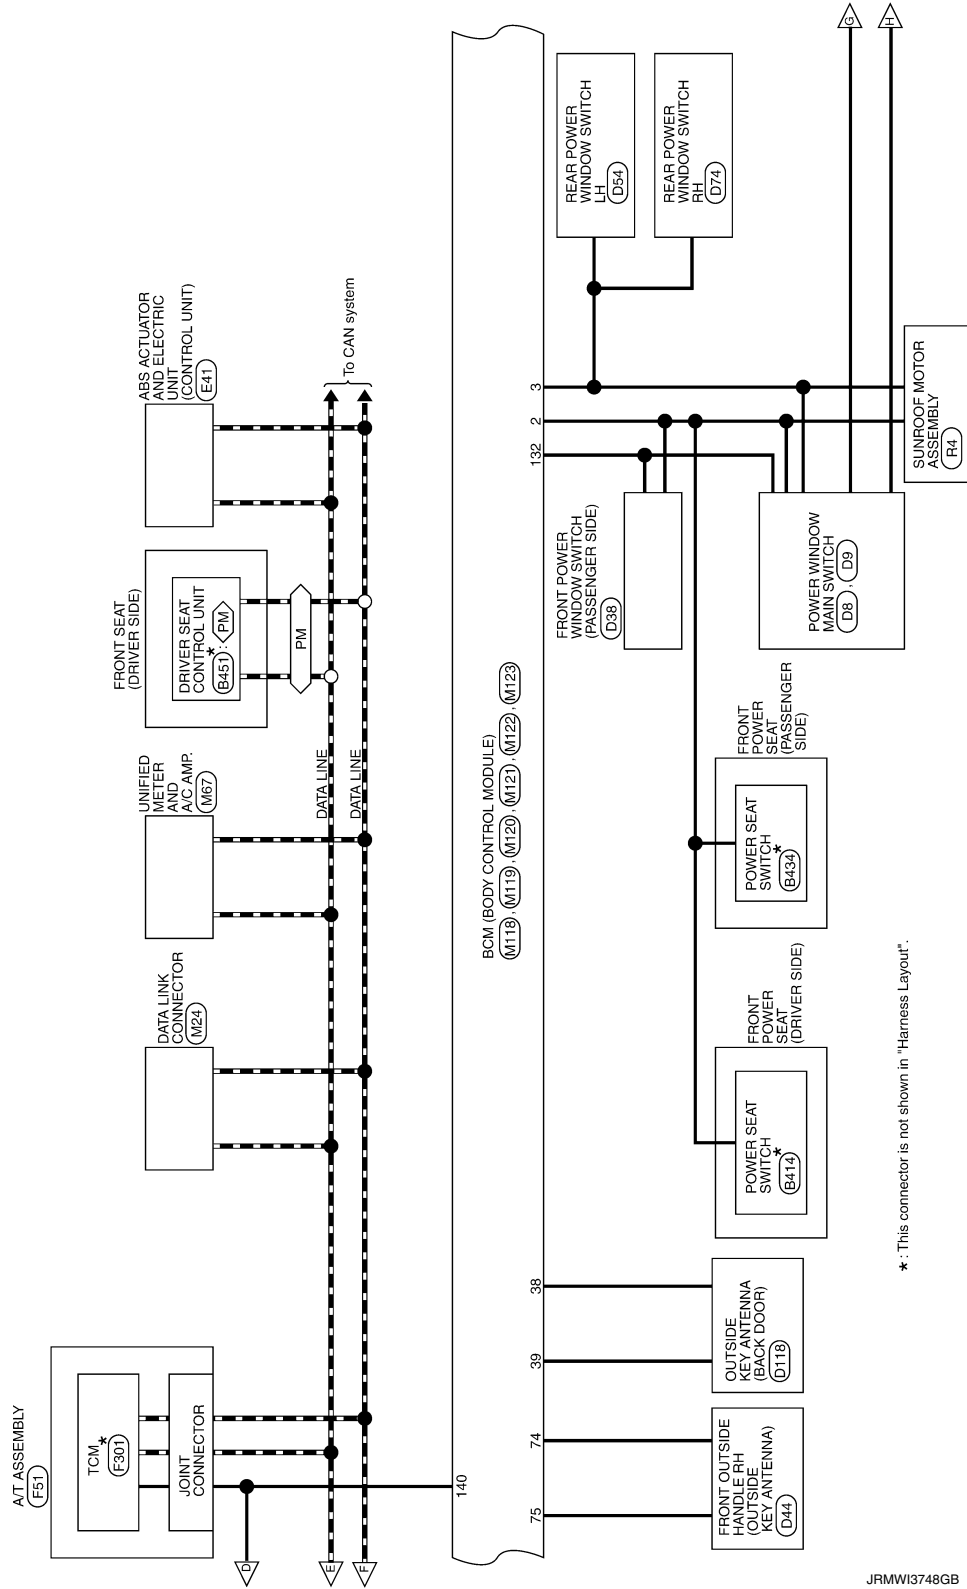 A/T ASSEMBLY
F51
TCM*
F301
JOINT
CONNECTOR
D
E
F
DATA LINK
CONNECTOR
M24
UNIFIED
METER
AND
A/C AMP.
M67
DATA LINE
DATA LINE
FRONT SEAT
(DRIVER SIDE)
DRIVER SEAT
CONTROL UNIT
*
B451 : PM
PM
ABS ACTUATOR
AND ELECTRIC
UNIT
(CONTROL UNIT)
E41
To CAN system
140
BCM (BODY CONTROL MODULE)
M118 , M119 , M120 , M121 , M122 , M123
75
74
39
38
132
2
3
FRONT OUTSIDE
HANDLE RH
(OUTSIDE
KEY ANTENNA)
D44
OUTSIDE
KEY ANTENNA
(BACK DOOR)
D118
POWER SEAT
SWITCH*
B414
FRONT
POWER
SEAT
(DRIVER SIDE)
POWER SEAT
SWITCH*
B434
FRONT
POWER
SEAT
(PASSENGER
SIDE)
FRONT POWER
WINDOW SWITCH
(PASSENGER SIDE)
D38
POWER WINDOW
MAIN SWITCH
D8 , D9
REAR POWER
WINDOW SWITCH
LH
D54
REAR POWER
WINDOW SWITCH
RH
D74
SUNROOF MOTOR
ASSEMBLY
R4
G
H
* : This connector is not shown in "Harness Layout".
JRMWI3748GB